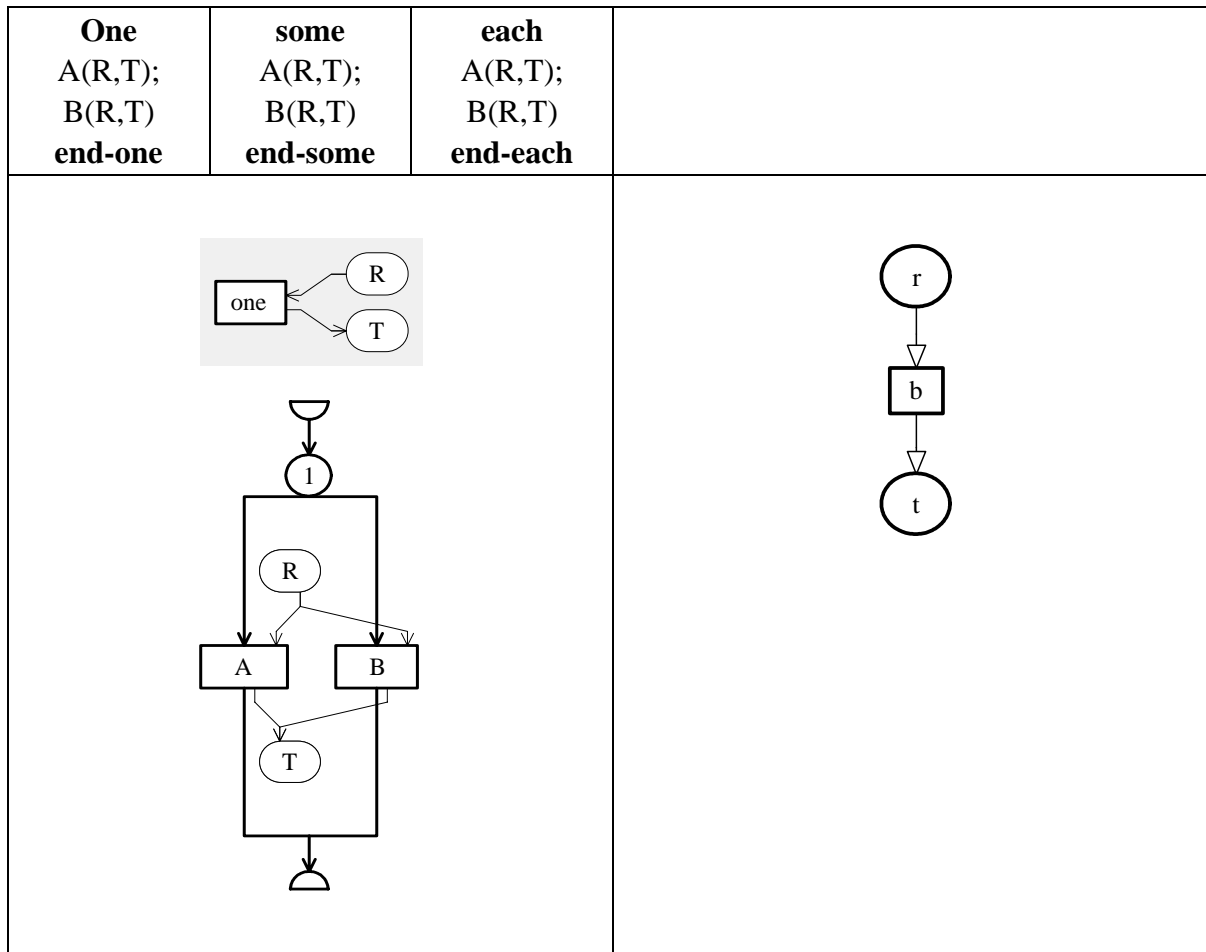 One
A(R,T);
B(R,T)
end-one
some
A(R,T);
B(R,T)
end-some
each
A(R,T);
B(R,T)
end-each
R
one
T
1
R
A
B
T
r
b
t